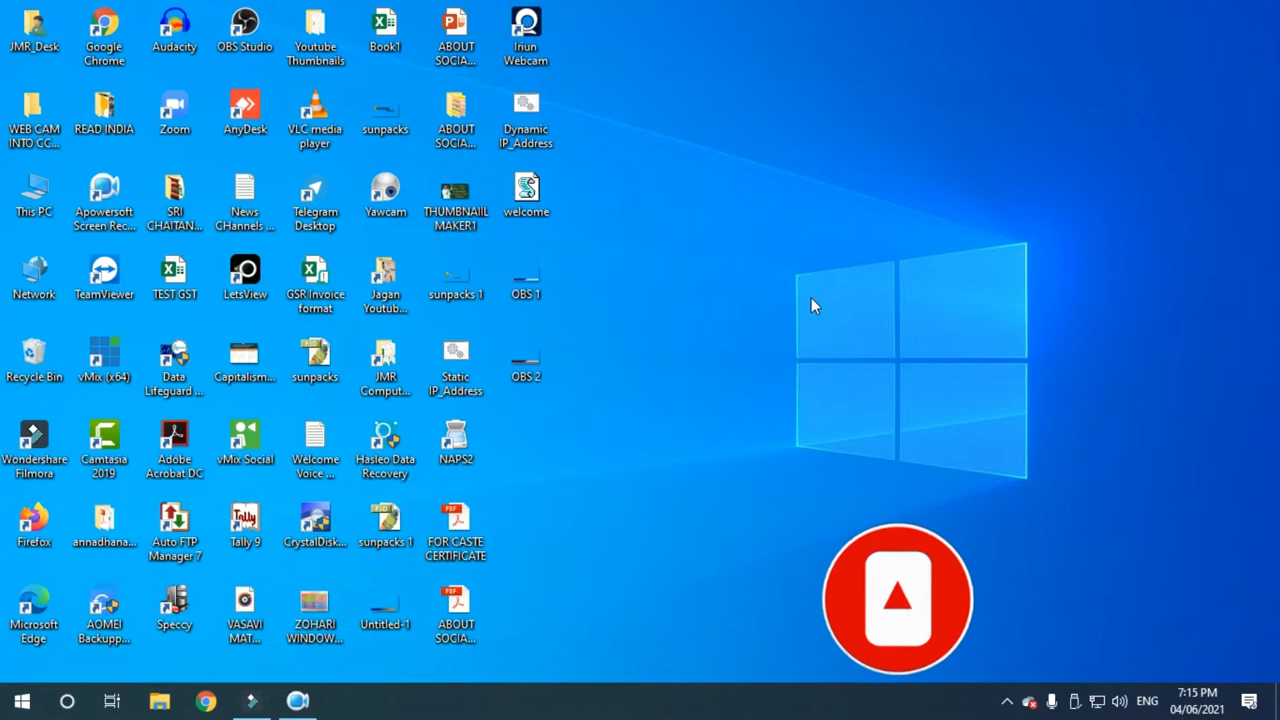 JMR_Desk
Google
Chrome
Audacity
OBS Studio
Youtube
Thumbnails
Book1
ABOUT
SOCIA...
Iriun
Webcam
WEB CAM
INTO CC...
READ INDIA
Zoom
AnyDesk
VLC media
player
sunpacks
ABOUT
SOCIA...
Dynamic
IP_Address
This PC
Apowersoft
Screen Rec...
SRI
CHAITAN...
News
CHannels ...
Telegram
Desktop
Yawcam
THUMBNAIIL
MAKER1
welcome
Network
TeamViewer
TEST GST
LetsView
GSR Invoice
format
Jagan
Youtub...
sunpacks 1
OBS 1
Recycle Bin
vMix (x64)
Data
Lifeguard ...
Capitalism...
sunpacks
JMR
Comput...
Static
IP_Address
OBS 2
Wondershare
Filmora
Camtasia
2019
Adobe
Acrobat DC
vMix Social
Welcome
Voice ...
Hasleo Data
Recovery
NAPS2
Firefox
annadhana...
Auto FTP
Manager 7
Tally
Tally 9
CrystalDisk...
sunpacks 1
PDF
FOR CASTE
CERTIFICATE
Microsoft
Edge
AOMEI
Backupp...
Speccy
VASAVI
MAT...
ZOHARI
WINDOW...
Untitled-1
PDF
ABOUT
SOCIA...
ENG
7:15 PM
04/06/2021